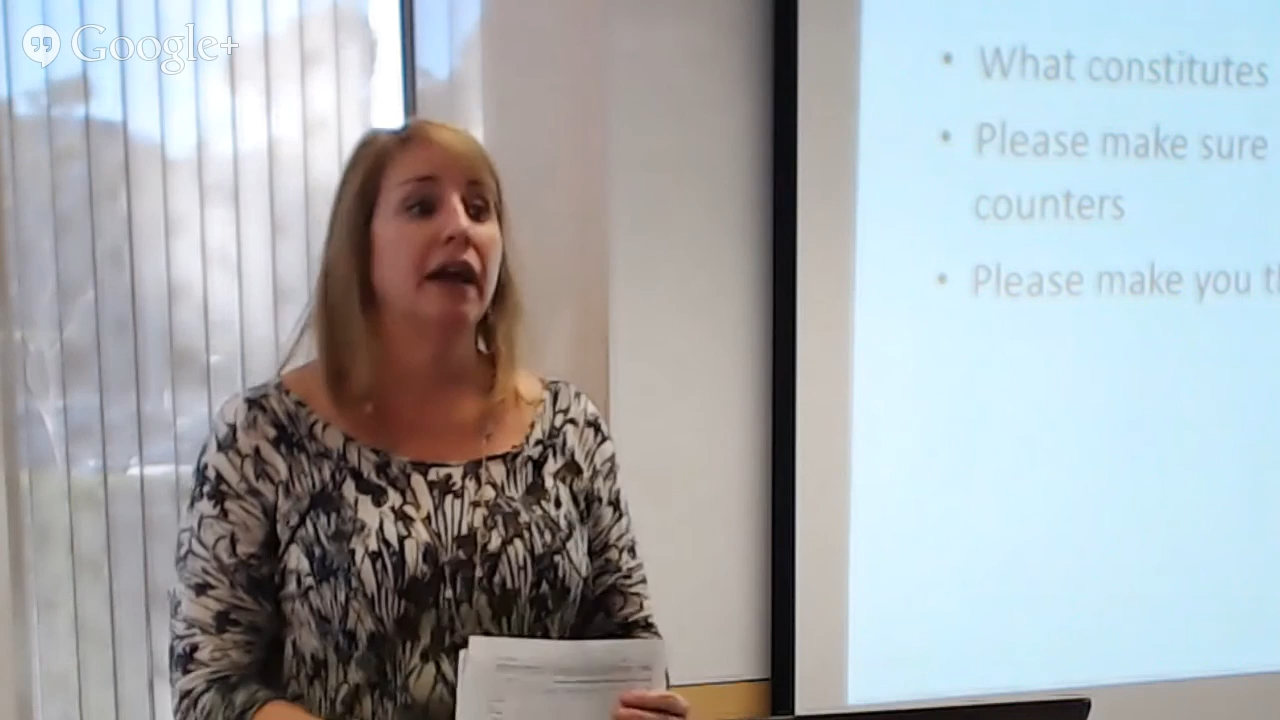 Google+
• What constitutes
• Please make sure
counters
• Please make you